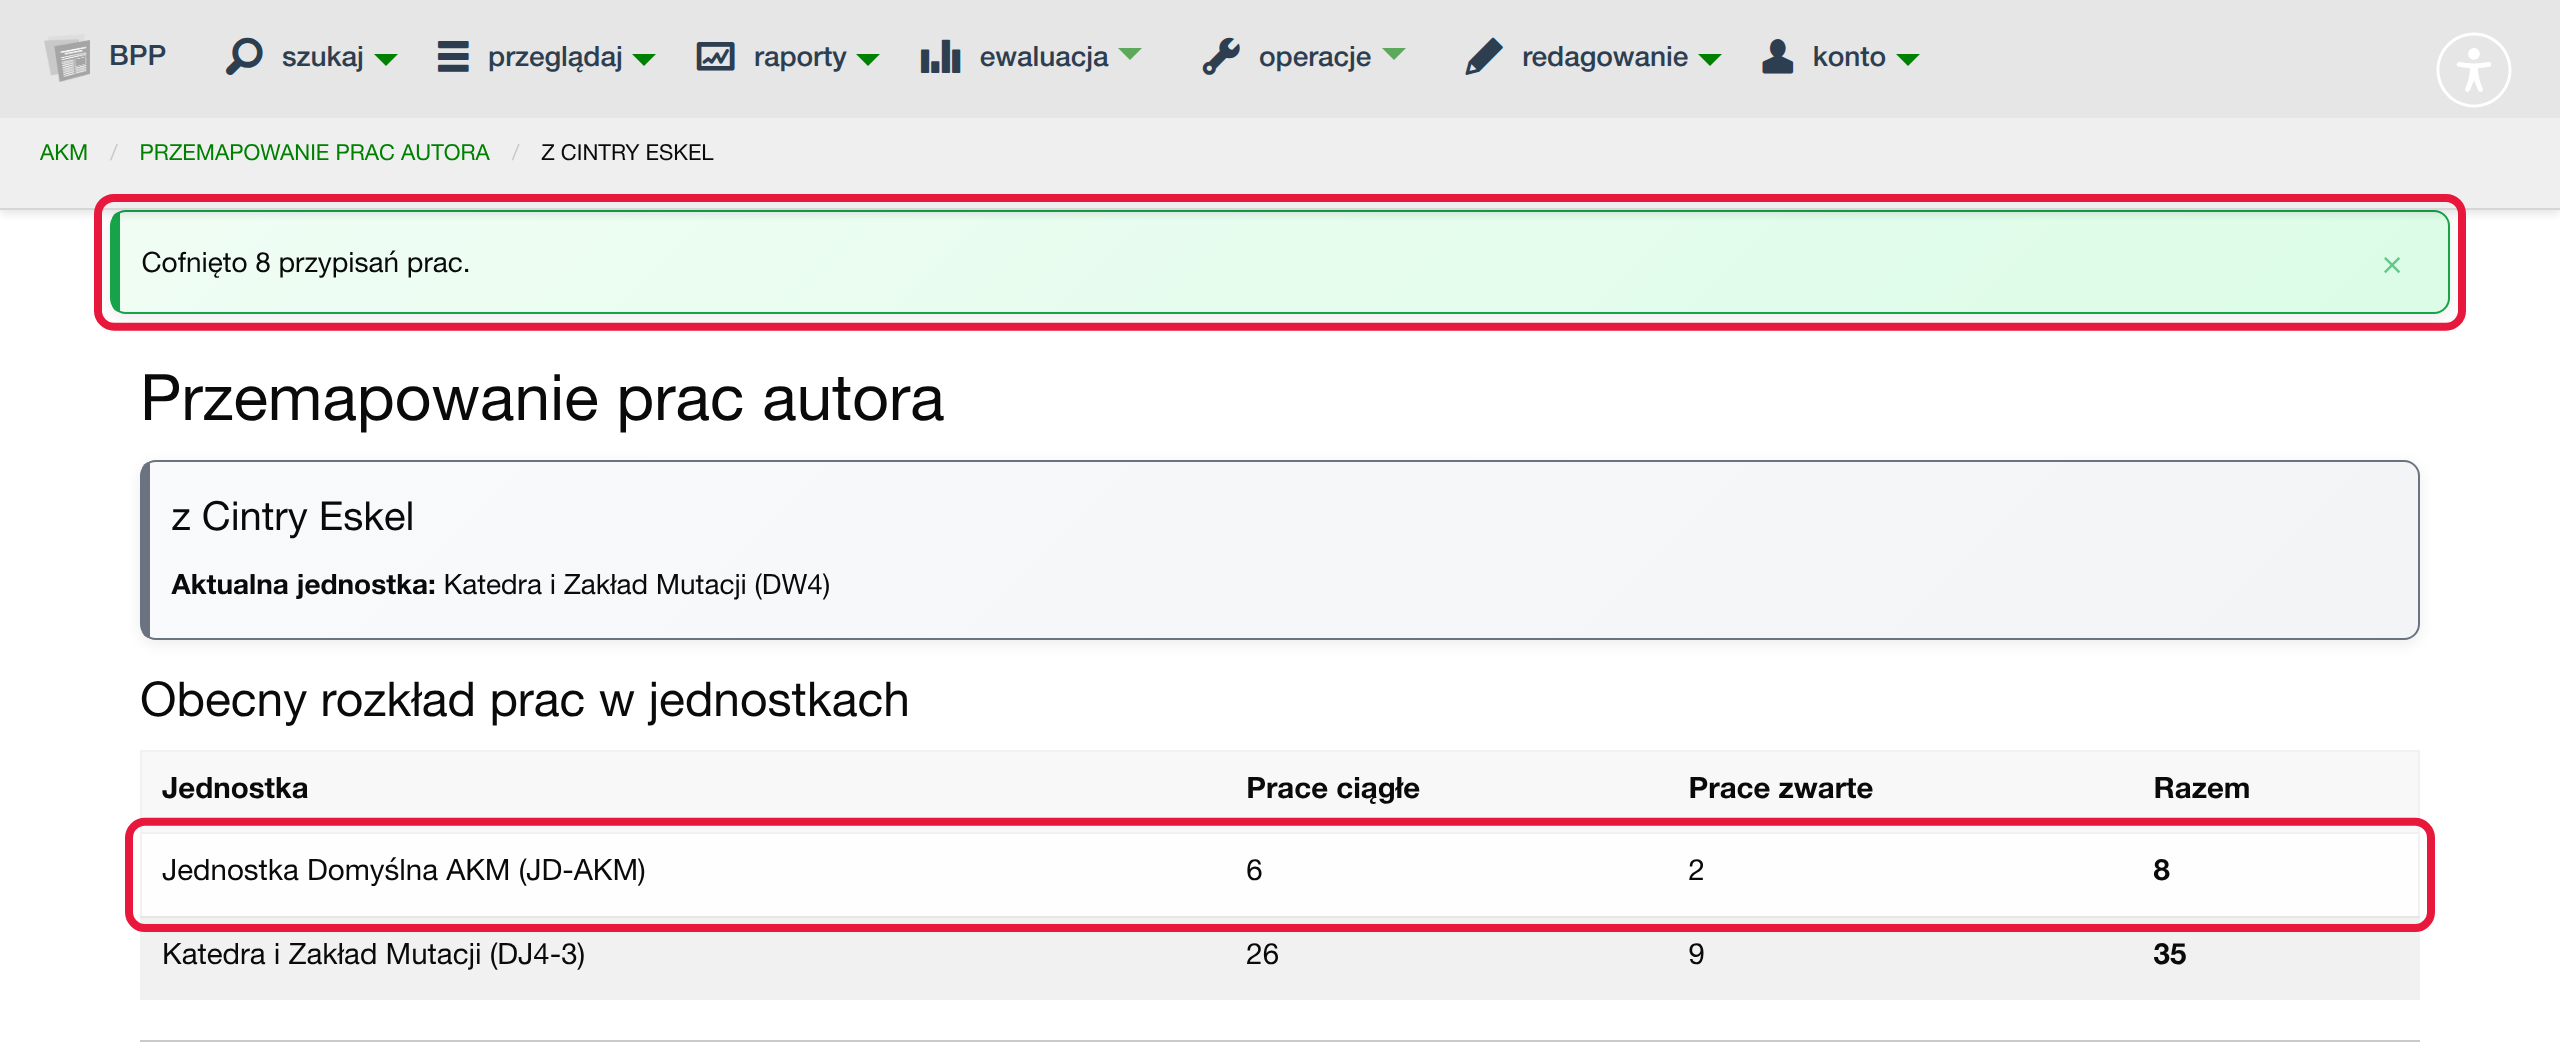 BPP szukaj przeglądaj raporty ewaluacja operacje redagowanie konto
AKM / PRZEMAPOWANIE PRAC AUTORA / Z CINTRY ESKEL
Cofnięto 8 przypisań prac. ×
Przemapowanie prac autora
z Cintry Eskel
Aktualna jednostka: Katedra i Zakład Mutacji (DW4)
Obecny rozkład prac w jednostkach
Jednostka Prace ciągłe Prace zwarte Razem
Jednostka Domyślna AKM (JD-AKM) 6 2 8
Katedra i Zakład Mutacji (DJ4-3) 26 9 35